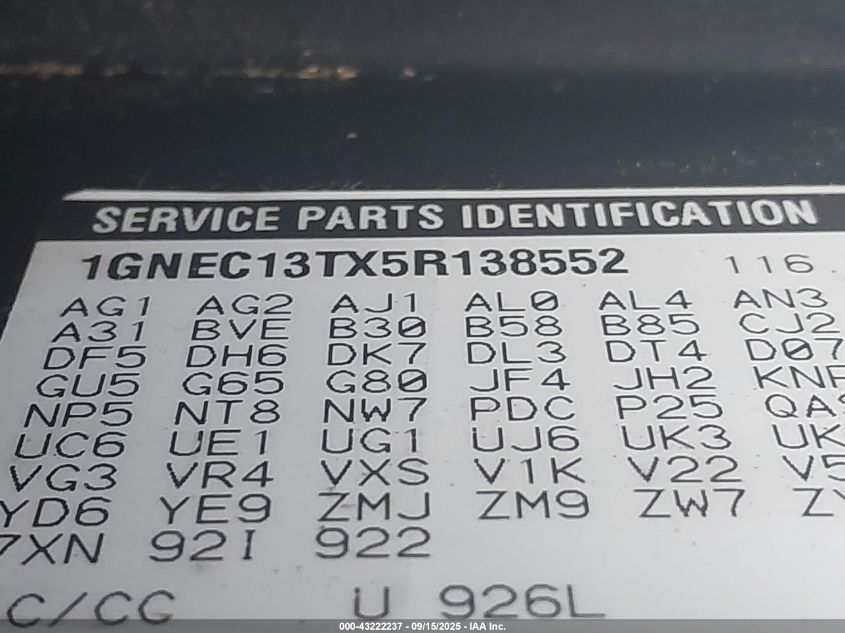 SERVICE PARTS IDENTIFICATION
1GNEC13TX5R138552 116
AG1 AG2 AJ1 AL0 AL4 AN3
A31 BVE B30 B58 B85 CJ2
DF5 DH6 DK7 DL3 DT4 D07
GU5 G65 G80 JF4 JH2
NP5 NT8 NW7 PDC P25
UC6 UE1 UG1 UJ6 UK3
VG3 VR4 VXS V1K V22
YD6 YE9 ZMJ ZM9 ZW7
7XN 92I 922
C/CG U 926L
000-43222237 - 09/15/2025 - IAA Inc.